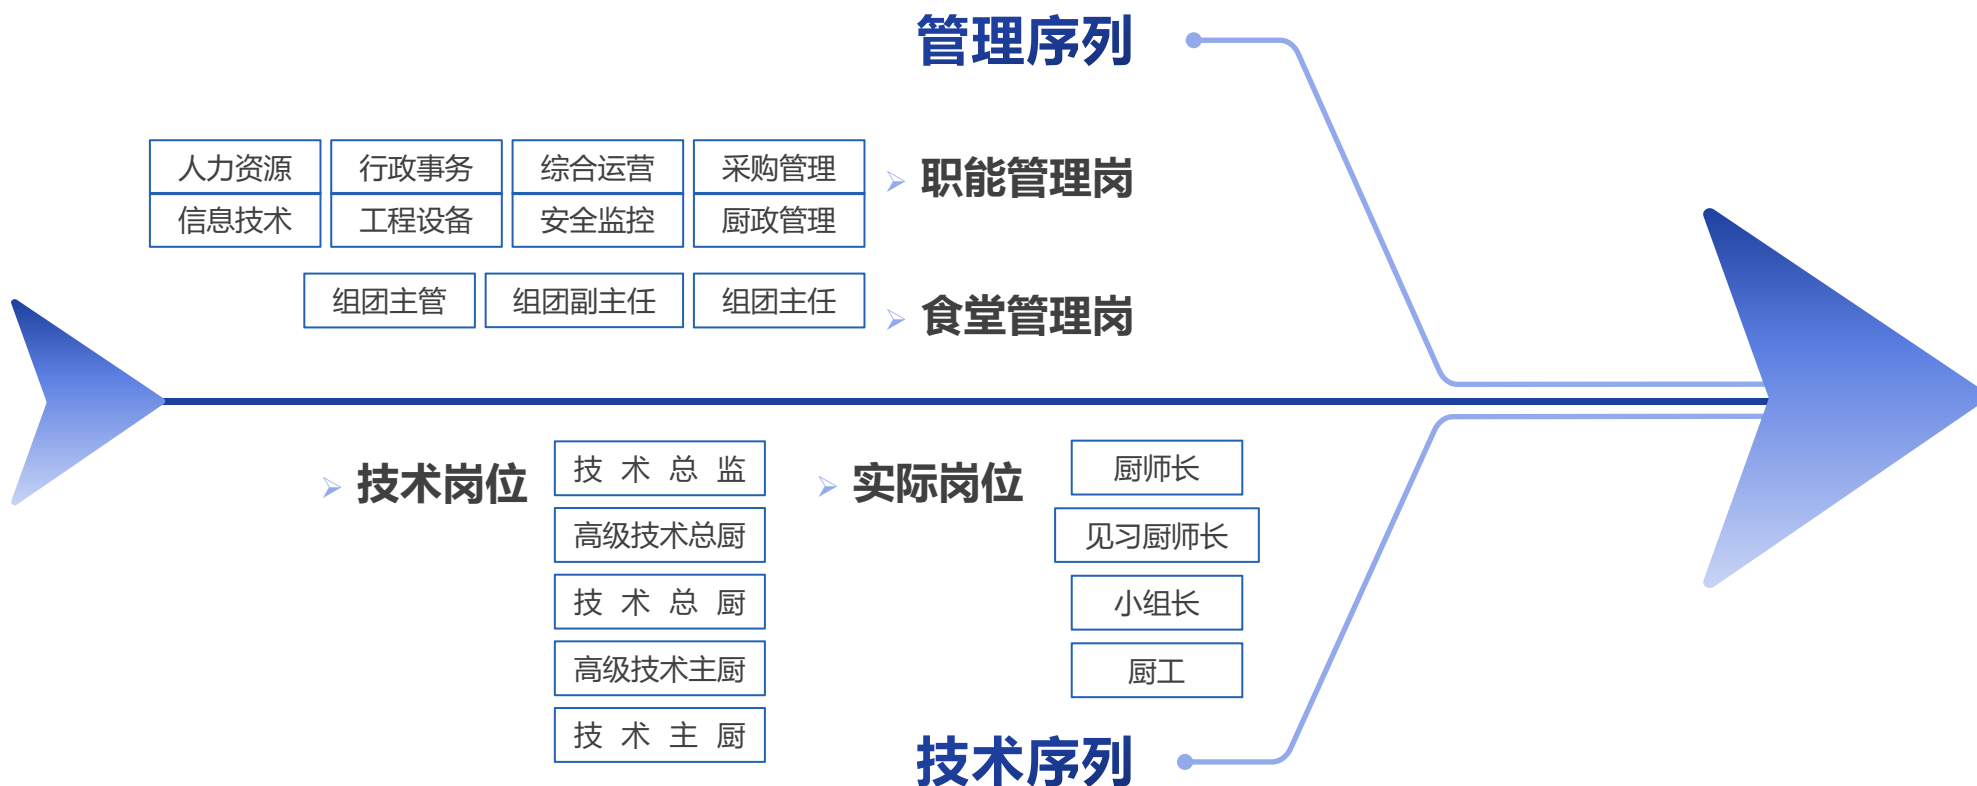 管理序列
人力资源 行政事务 综合运营 采购管理
职能管理岗
信息技术 工程设备 安全监控 厨政管理
组团主管 组团副主任 组团主任
食堂管理岗
技术岗位
技术总监
高级技术总厨
技术总厨
高级技术主厨
技术主厨
实际岗位
厨师长
见习厨师长
小组长
厨工
技术序列